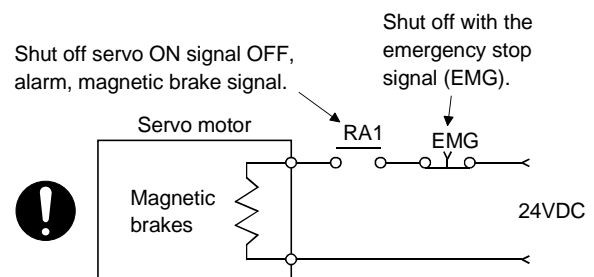 Shut off servo ON signal OFF,
alarm, magnetic brake signal.
Shut off with the
emergency stop
signal (EMG).
Servo motor
RA1
EMG
Magnetic
brakes
24VDC